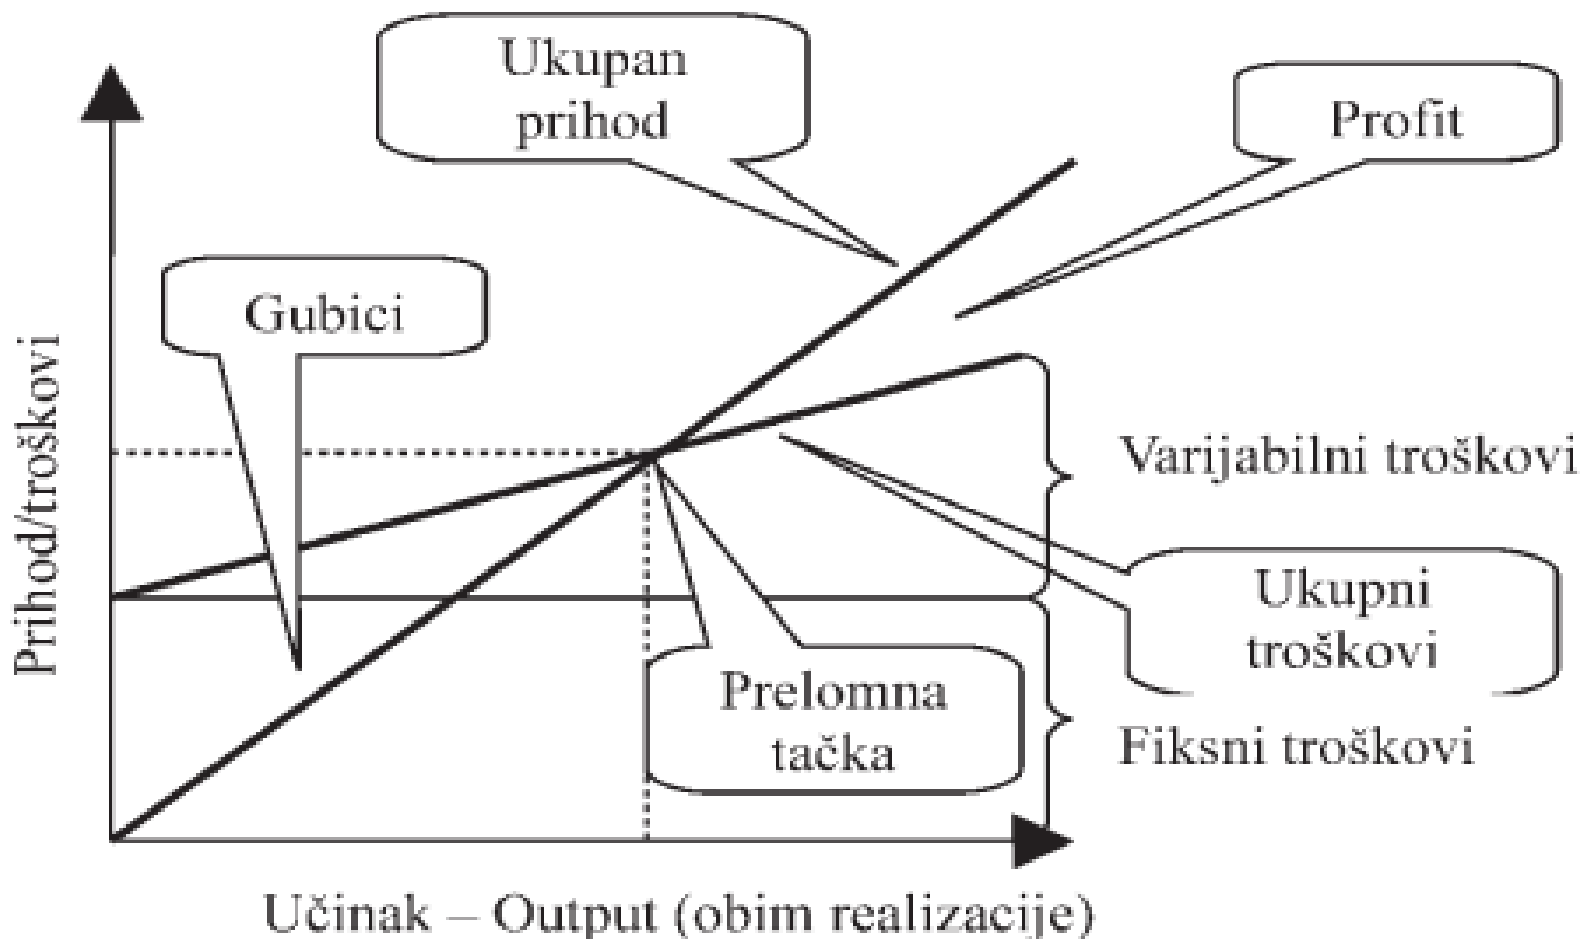 Ukupan
prihod
Profit
Gubici
Prihod/troškovi
Varijabilni troškovi
Ukupni
troškovi
Prelomna
tačka
Fiksni troškovi
Učinak – Output (obim realizacije)